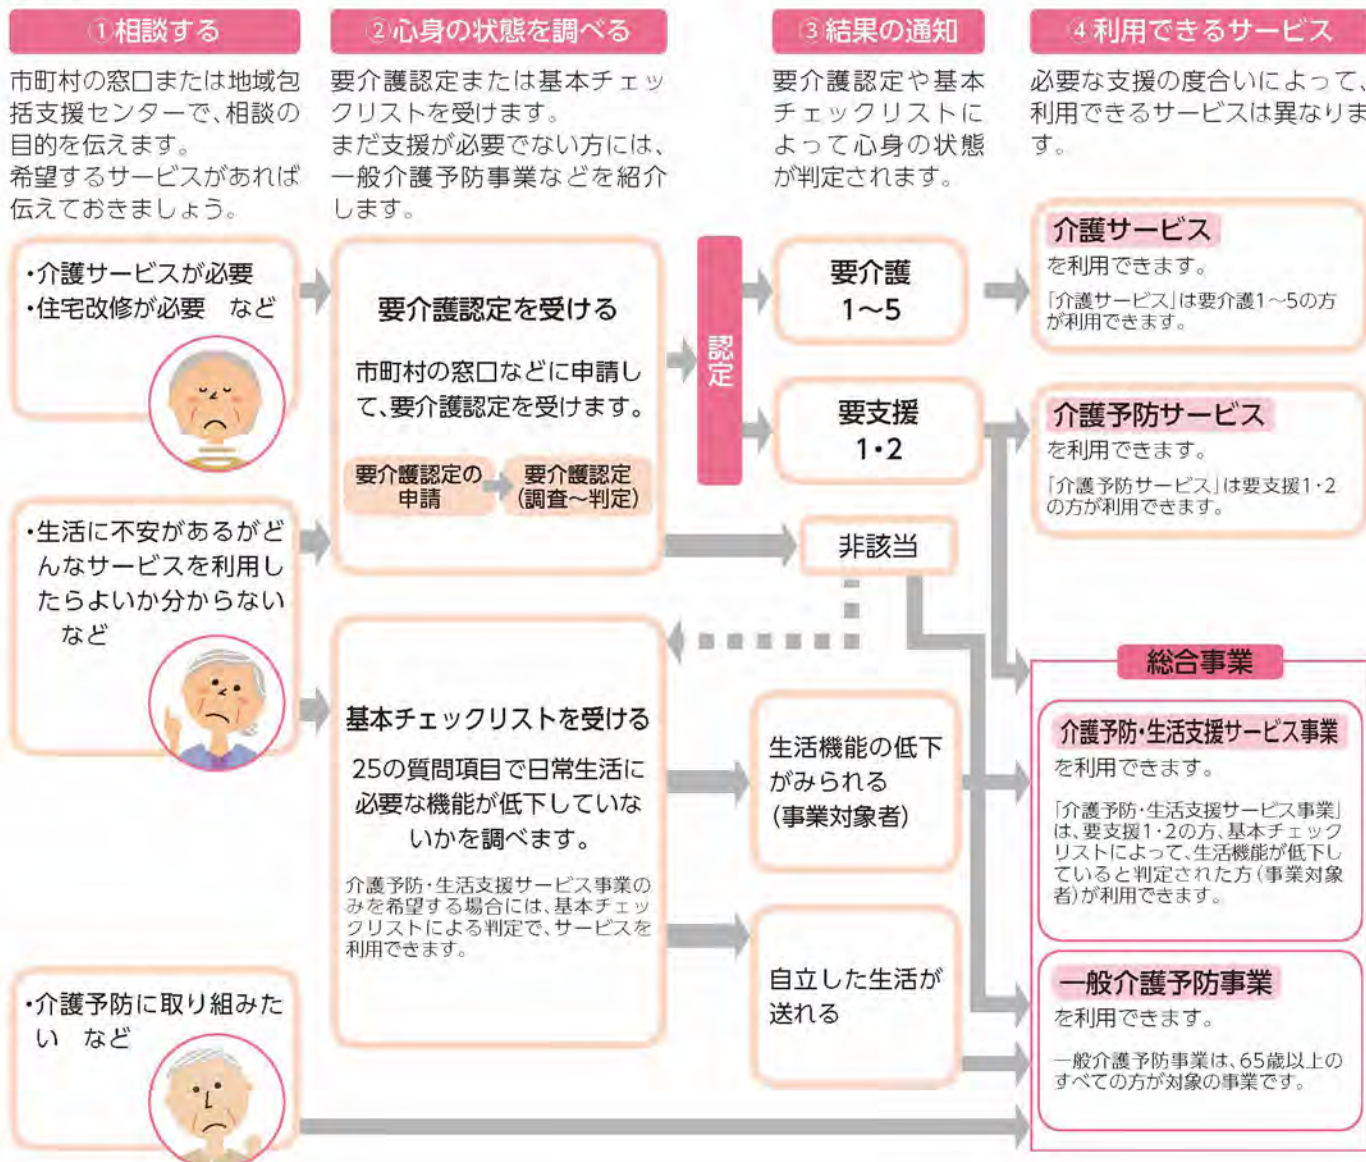 ①相談する
市町村の窓口または地域包
括支援センターで、相談の
目的を伝えます。
希望するサービスがあれば
伝えておきましょう。
②心身の状態を調べる
要介護認定または基本チェッ
クリストを受けます。
まだ支援が必要でない方には、
一般介護予防事業などを紹介
します。
③結果の通知
要介護認定や基本
チェックリストに
よって心身の状態
が判定されます。
④利用できるサービス
必要な支援の度合いによって、
利用できるサービスは異なりま
す。
・介護サービスが必要
・住宅改修が必要 など
・生活に不安があるがど
んなサービスを利用し
たらよいか分からない
など
・介護予防に取り組みた
い など
要介護認定を受ける
市町村の窓口などに申請し
て、要介護認定を受けます。
要介護認定の
申請
要介護認定
(調査〜判定)
基本チェックリストを受ける
25の質問項目で日常生活に
必要な機能が低下していな
いかを調べます。
介護予防・生活支援サービス事業の
みを希望する場合には、基本チェッ
クリストによる判定で、サービスを
利用できます。
認定
要介護
1〜5
要支援
1・2
非該当
生活機能の低下
がみられる
(事業対象者)
自立した生活が
送れる
介護サービス
を利用できます。
「介護サービス」は要介護1〜5の方
が利用できます。
介護予防サービス
を利用できます。
「介護予防サービス」は要支援1・2
の方が利用できます。
総合事業
介護予防・生活支援サービス事業
を利用できます。
「介護予防・生活支援サービス事業」
は、要支援1・2の方、基本チェック
リストによって、生活機能が低下し
ていると判定された方(事業対象
者)が利用できます。
一般介護予防事業
を利用できます。
一般介護予防事業は、65歳以上の
すべての方が対象の事業です。